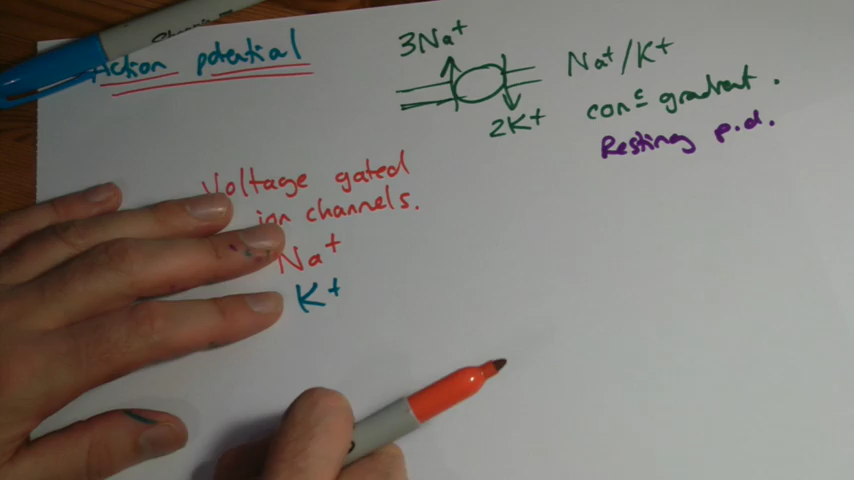 Action potential
3Na⁺
2K+
Na⁺/K⁺
conᶜ gradient.
Resting p.d.
Voltage gated
ion channels.
Na⁺
K⁺